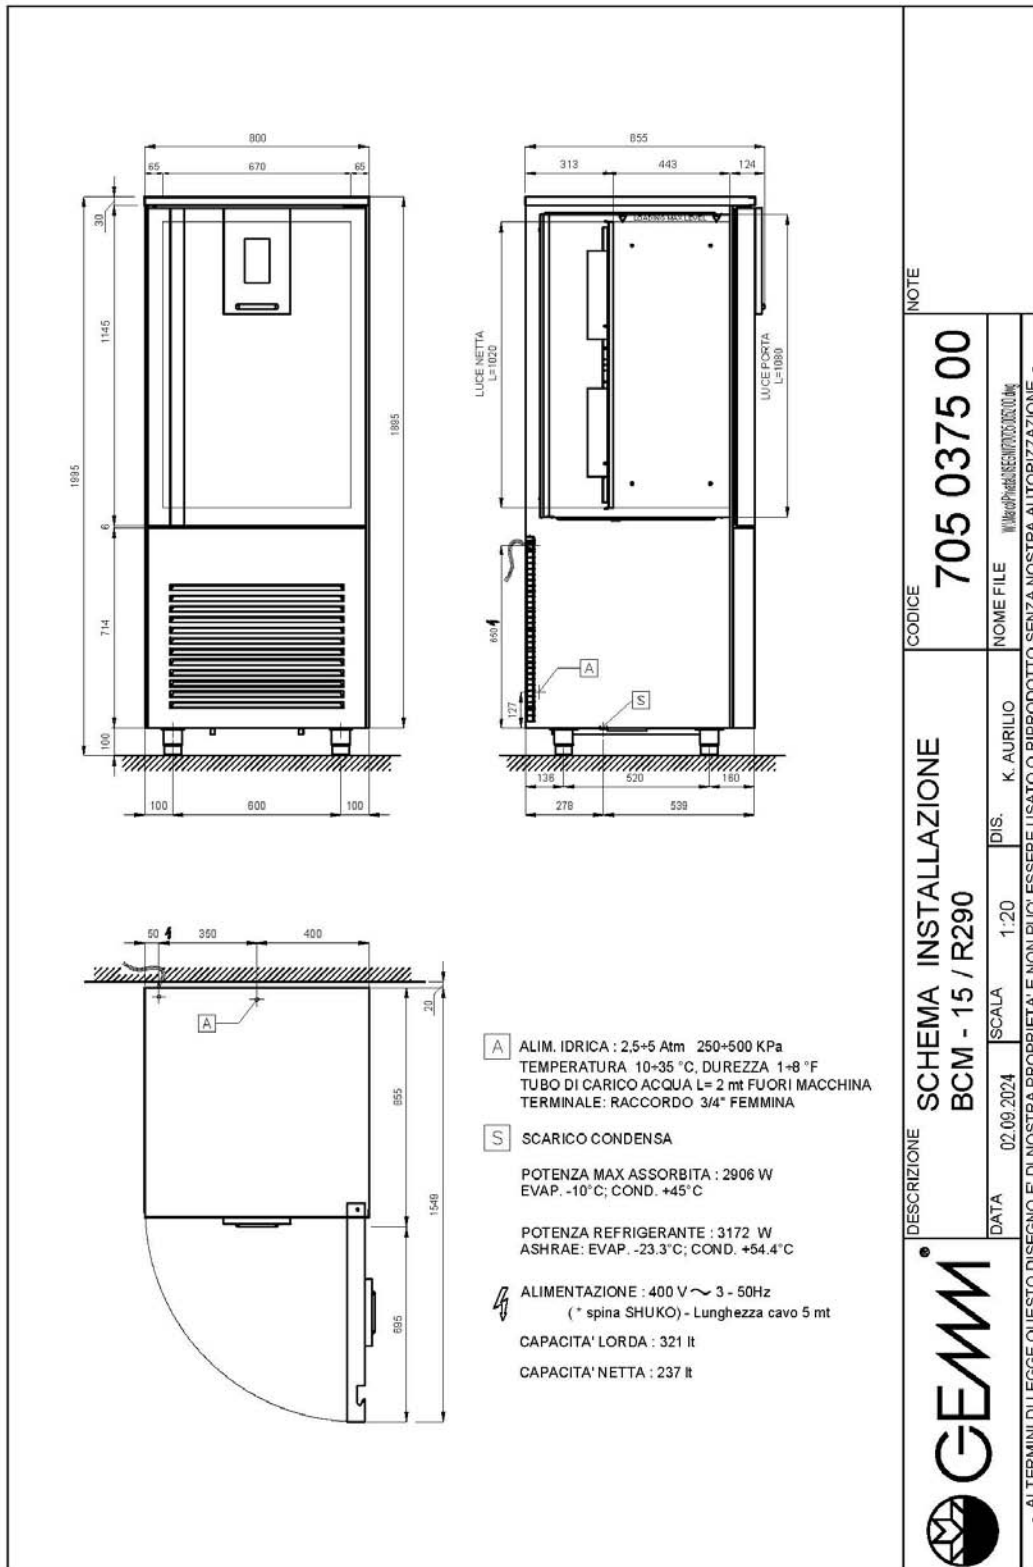 800
65
670
65
30
1145
1995
1895
6
714
100
100
600
100
855
313
443
124
LOADING MAX LEVEL
LUCE NETTA
L=1020
LUCE PORTA
L=1080
650
A
127
S
520
160
278
539
50
350
400
20
A
855
1549
695
A
ALIM. IDRICA : 2,5÷5 Atm 250÷500 KPa
TEMPERATURA 10÷35 °C, DUREZZA 1÷8 °F
TUBO DI CARICO ACQUA L= 2 mt FUORI MACCHINA
TERMINALE: RACCORDO 3/4" FEMMINA
S
SCARICO CONDENSA
POTENZA MAX ASSORBITA : 2906 W
EVAP. -10°C; COND. +45°C
POTENZA REFRIGERANTE : 3172 W
ASHRAE: EVAP. -23.3°C; COND. +54.4°C
ALIMENTAZIONE : 400 V ~ 3 - 50Hz
( * spina SHUKO) - Lunghezza cavo 5 mt
CAPACITA' LORDA : 321 lt
CAPACITA' NETTA : 237 lt
NOTE
CODICE
705 0375 00
NOME FILE
DESCRIZIONE
SCHEMA INSTALLAZIONE
BCM - 15 / R290
DATA
02.09.2024
SCALA
1:20
DIS.
K. AURILIO
GEMM®
AI TERMINI DI LEGGE QUESTO DISEGNO E' DI NOSTRA PROPRIETA' E NON PUO' ESSERE USATO O RIPRODOTTO SENZA NOSTRA AUTORIZZAZIONE